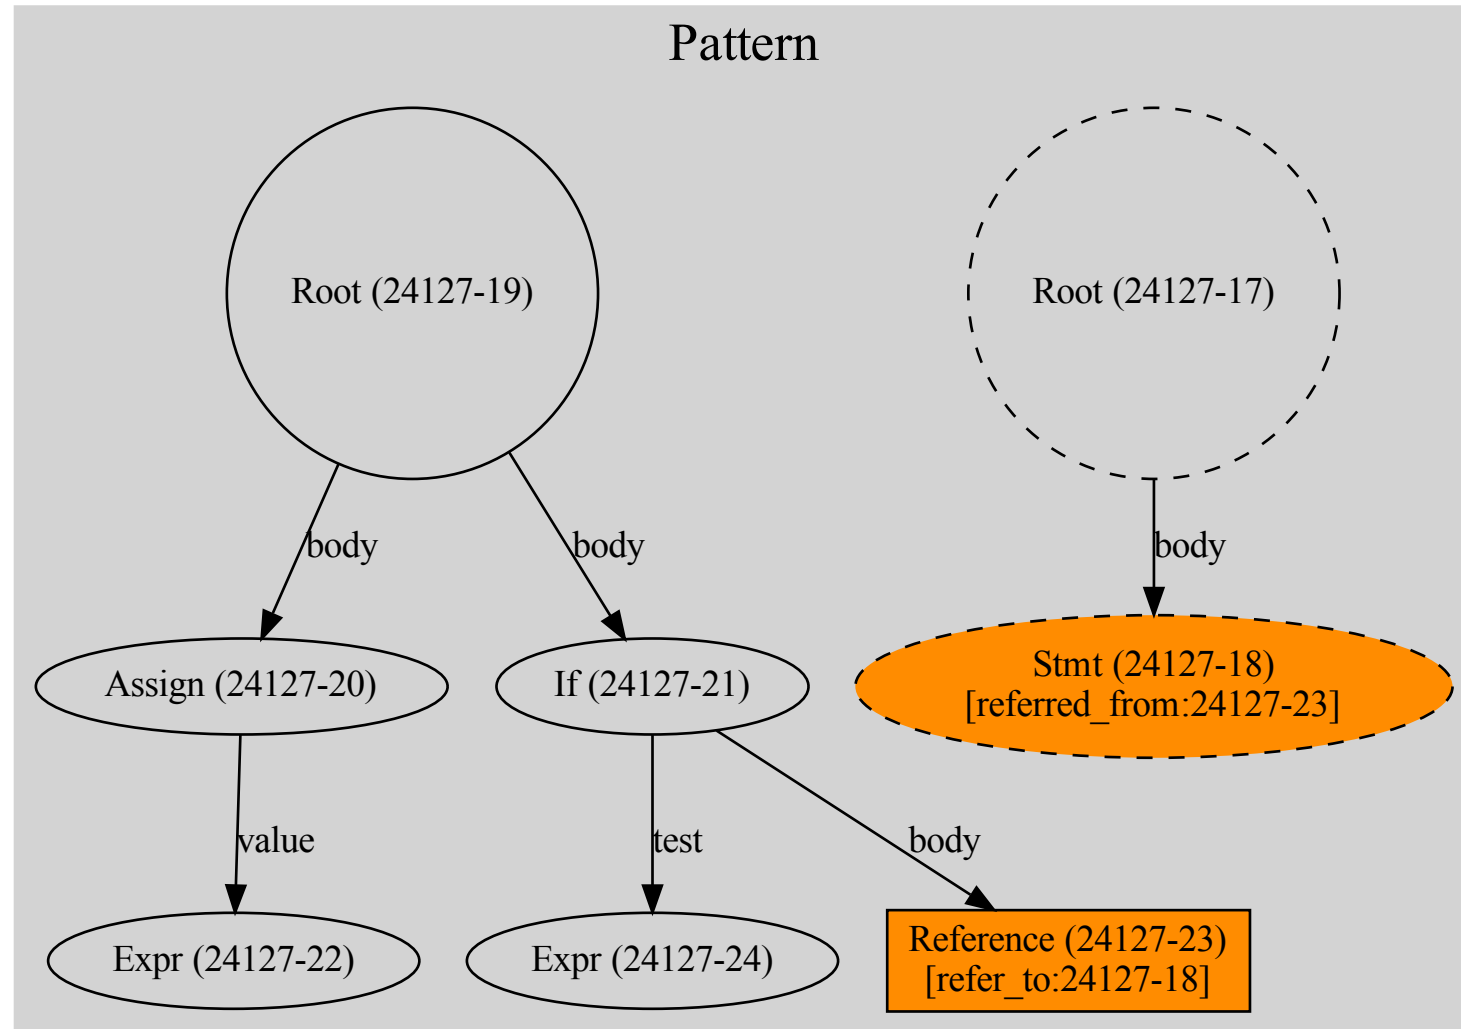 Pattern
Root (24127-19)
Root (24127-17)
body
body
body
Assign (24127-20)
If (24127-21)
Stmt (24127-18)
[referred_from:24127-23]
value
test
body
Expr (24127-22)
Expr (24127-24)
Reference (24127-23)
[refer_to:24127-18]